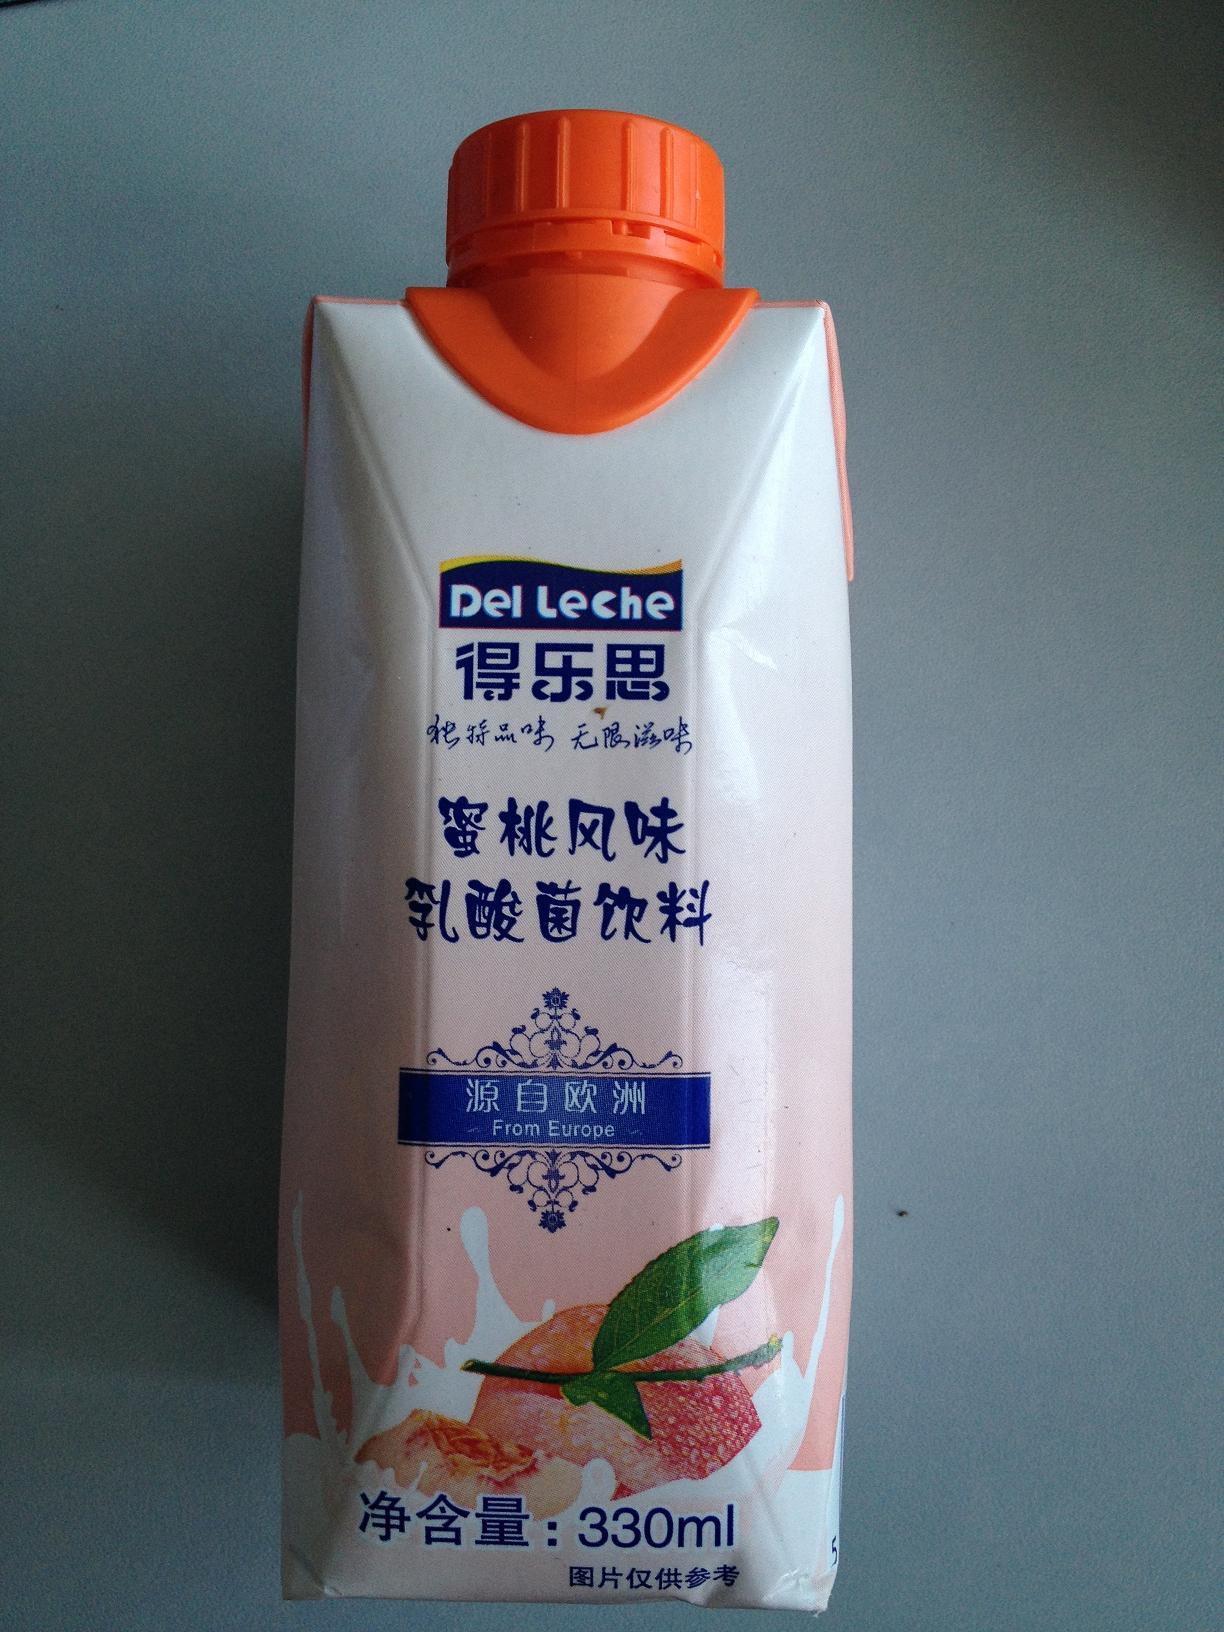 Del Leche
得乐思
独特品味 无限滋味
蜜桃风味
乳酸菌饮料
源自欧洲
From Europe
净含量：330ml
图片仅供参考
5